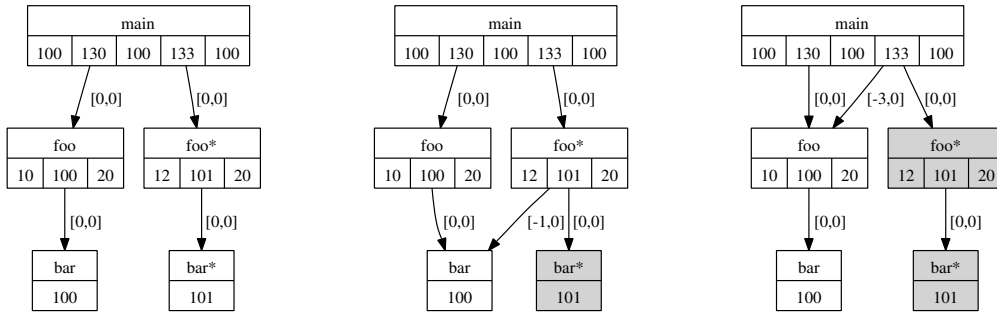 main
100 130 100 133 100
[0,0] [0,0]
foo foo*
10 100 20 12 101 20
[0,0] [0,0]
bar bar*
100 101
main
100 130 100 133 100
[0,0] [0,0]
foo foo*
10 100 20 12 101 20
[0,0] [-1,0] [0,0]
bar bar*
100 101
main
100 130 100 133 100
[0,0] [-3,0] [0,0]
foo foo*
10 100 20 12 101 20
[0,0] [0,0]
bar bar*
100 101